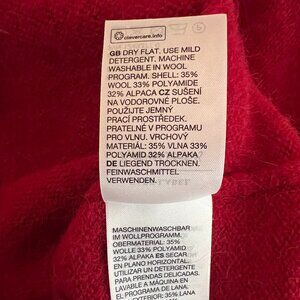 clevercare.info
GB DRY FLAT. USE MILD
DETERGENT. MACHINE
WASHABLE IN WOOL
PROGRAM. SHELL: 35%
WOOL 33% POLYAMIDE
32% ALPACA CZ SUŠENÍ
NA VODOROVNÉ PLOŠE.
POUŽIJTE JEMNÝ
PRACÍ PROSTŘEDEK.
PRATELNÉ V PROGRAMU
PRO VLNU. VRCHOVÝ
MATERIÁL: 35% VLNA 33%
POLYAMID 32% ALPAKA
DE LIEGEND TROCKNEN.
FEINWASCHMITTEL
VERWENDEN.
MASCHINENWASCHBAR
IM WOLLPROGRAMM.
OBERMATERIAL: 35%
WOLLE 33% POLYAMID
32% ALPAKA ES SECAR
EN PLANO HORIZONTAL.
UTILIZAR UN DETERGENTE
PARA PRENDAS DELICADAS.
LAVABLE A MÁQUINA EN
EL PROGRAMA DE LANA.
EXTERIOR: 35% LANA